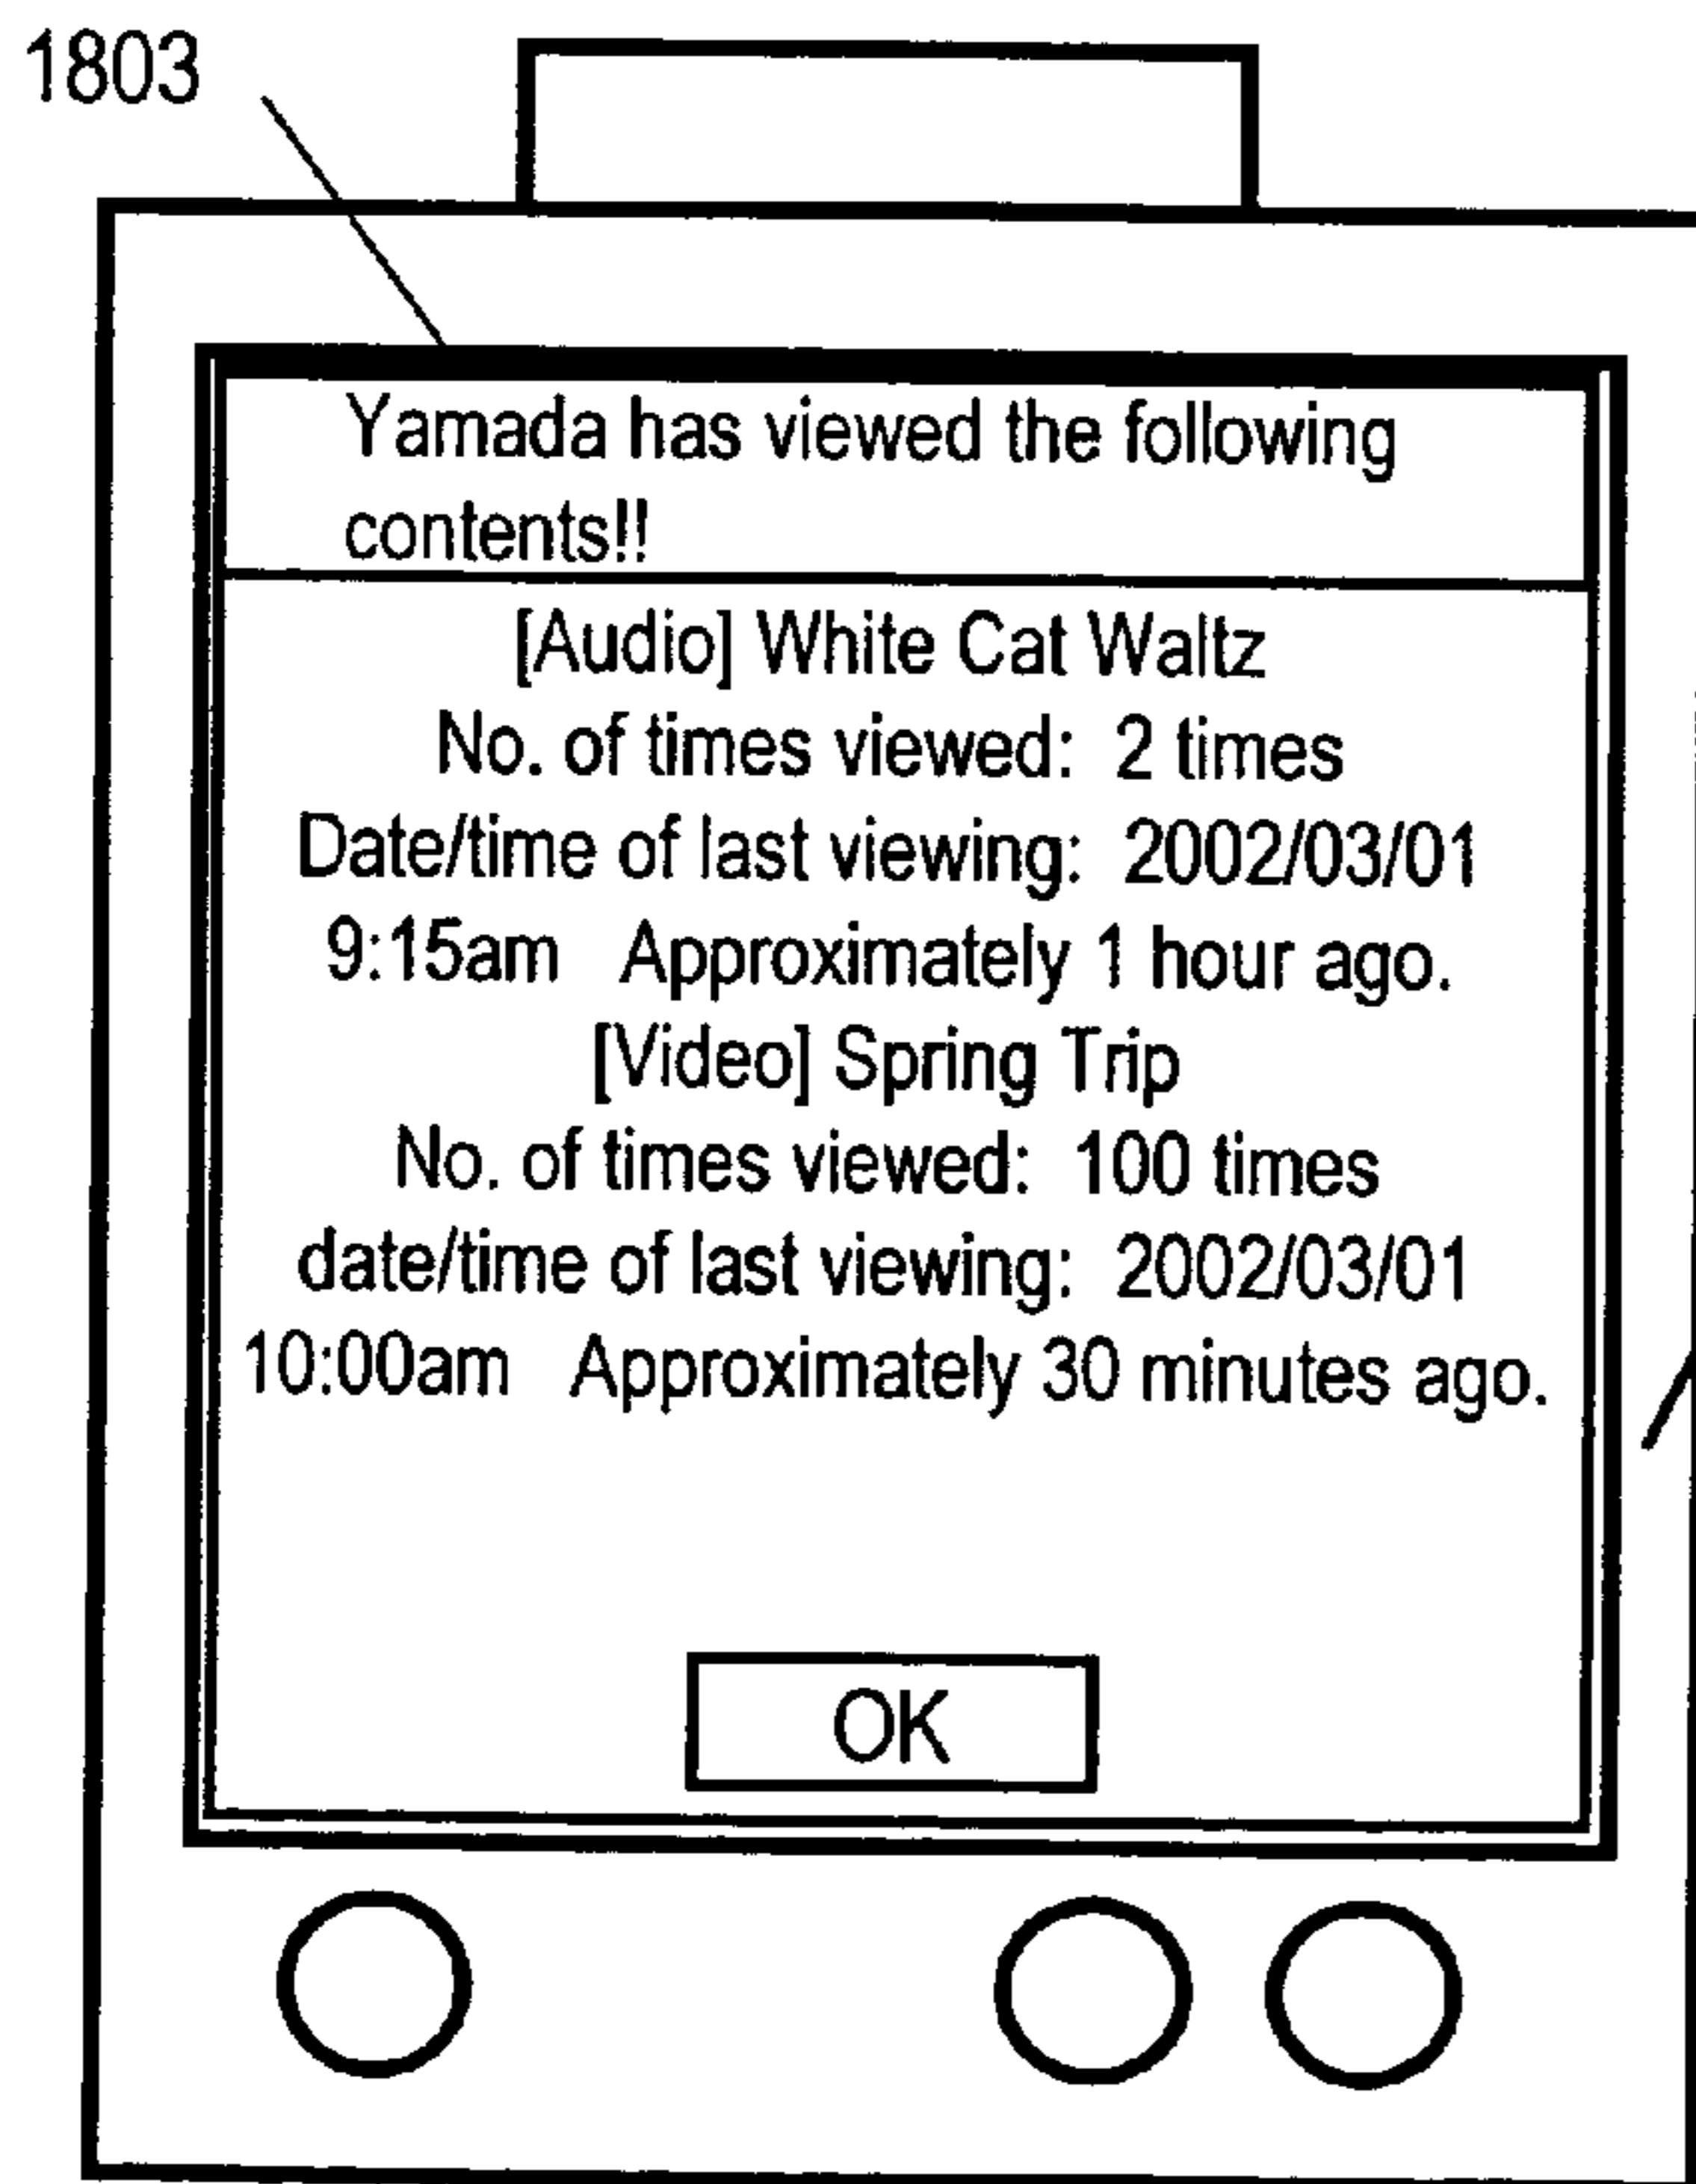 1803
Yamada has viewed the following
contents!!
[Audio] White Cat Waltz
No. of times viewed: 2 times
Date/time of last viewing: 2002/03/01
9:15am Approximately 1 hour ago.
[Video] Spring Trip
No. of times viewed: 100 times
date/time of last viewing: 2002/03/01
10:00am Approximately 30 minutes ago.
OK